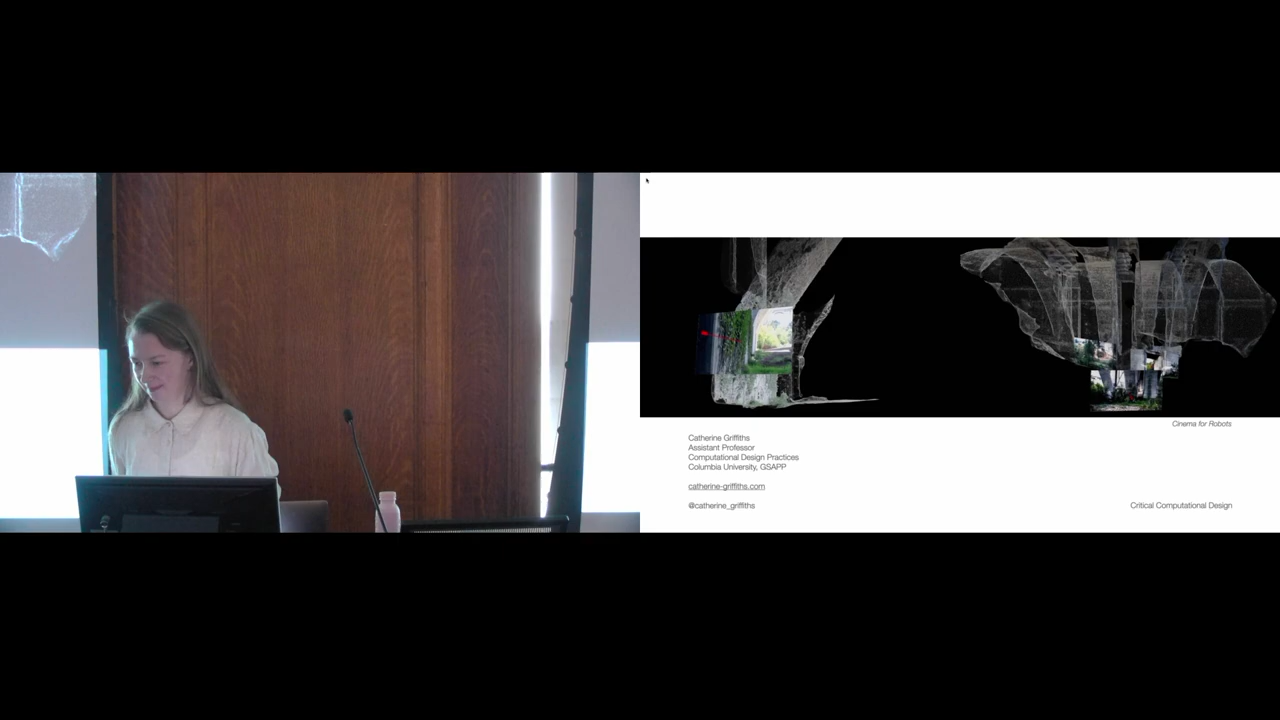 Cinema for Robots
Catherine Griffiths
Assistant Professor
Computational Design Practices
Columbia University, GSAPP
catherine-griffiths.com
@catherine_griffiths
Critical Computational Design